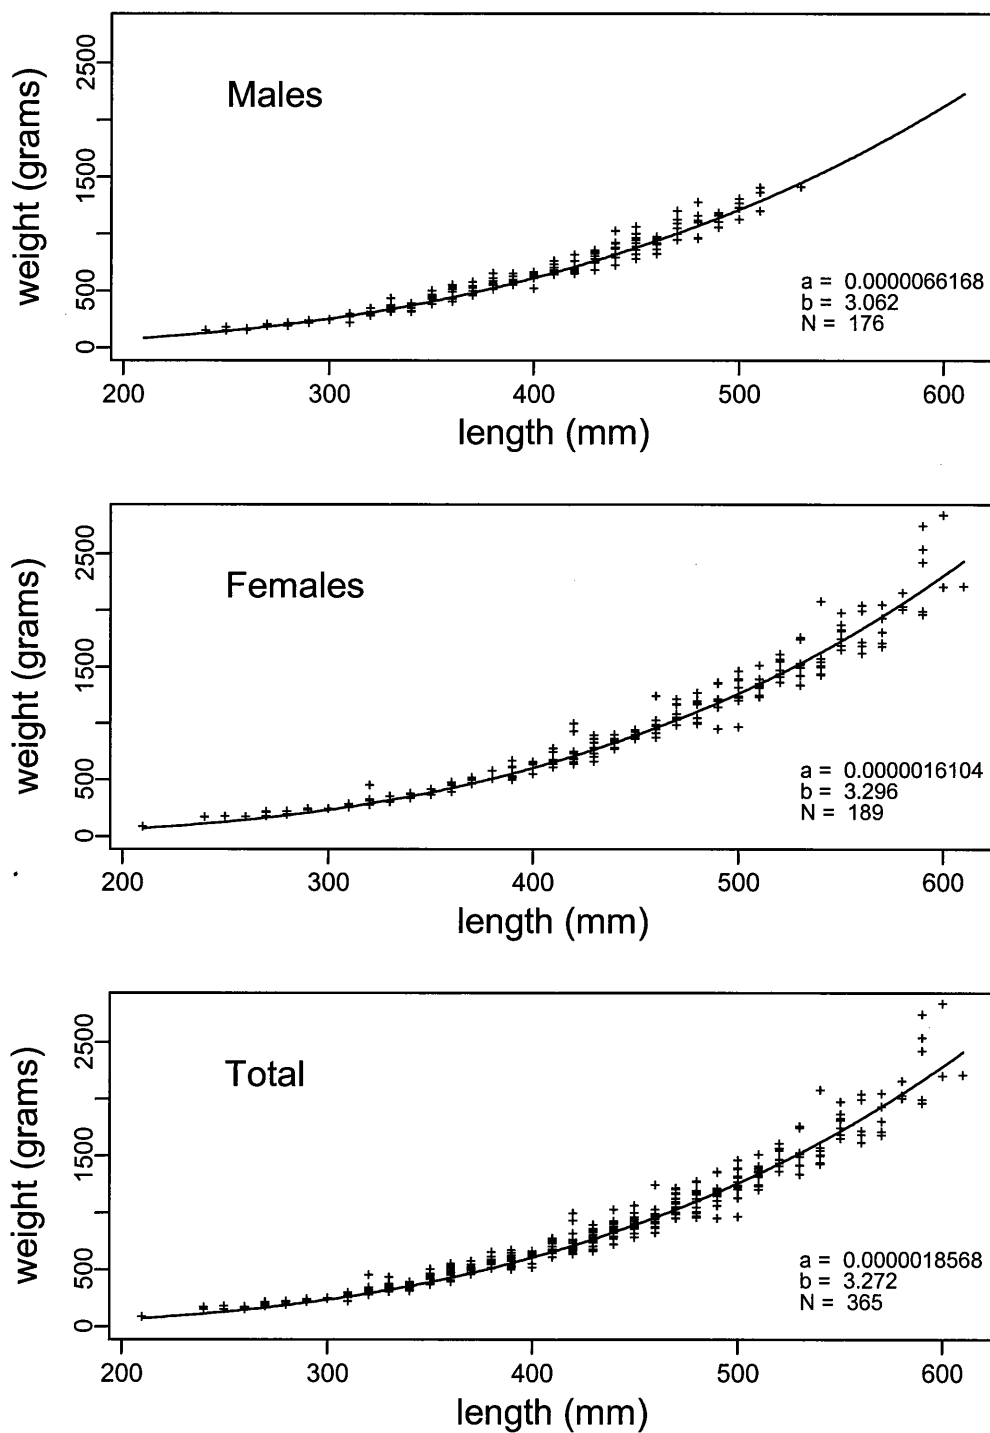 Males
weight (grams)
2500
1500
500
0
a = 0.0000066168
b = 3.062
N = 176
200 300 400 500 600
length (mm)
Females
weight (grams)
2500
1500
500
0
a = 0.0000016104
b = 3.296
N = 189
200 300 400 500 600
length (mm)
Total
weight (grams)
2500
1500
500
0
a = 0.0000018568
b = 3.272
N = 365
200 300 400 500 600
length (mm)